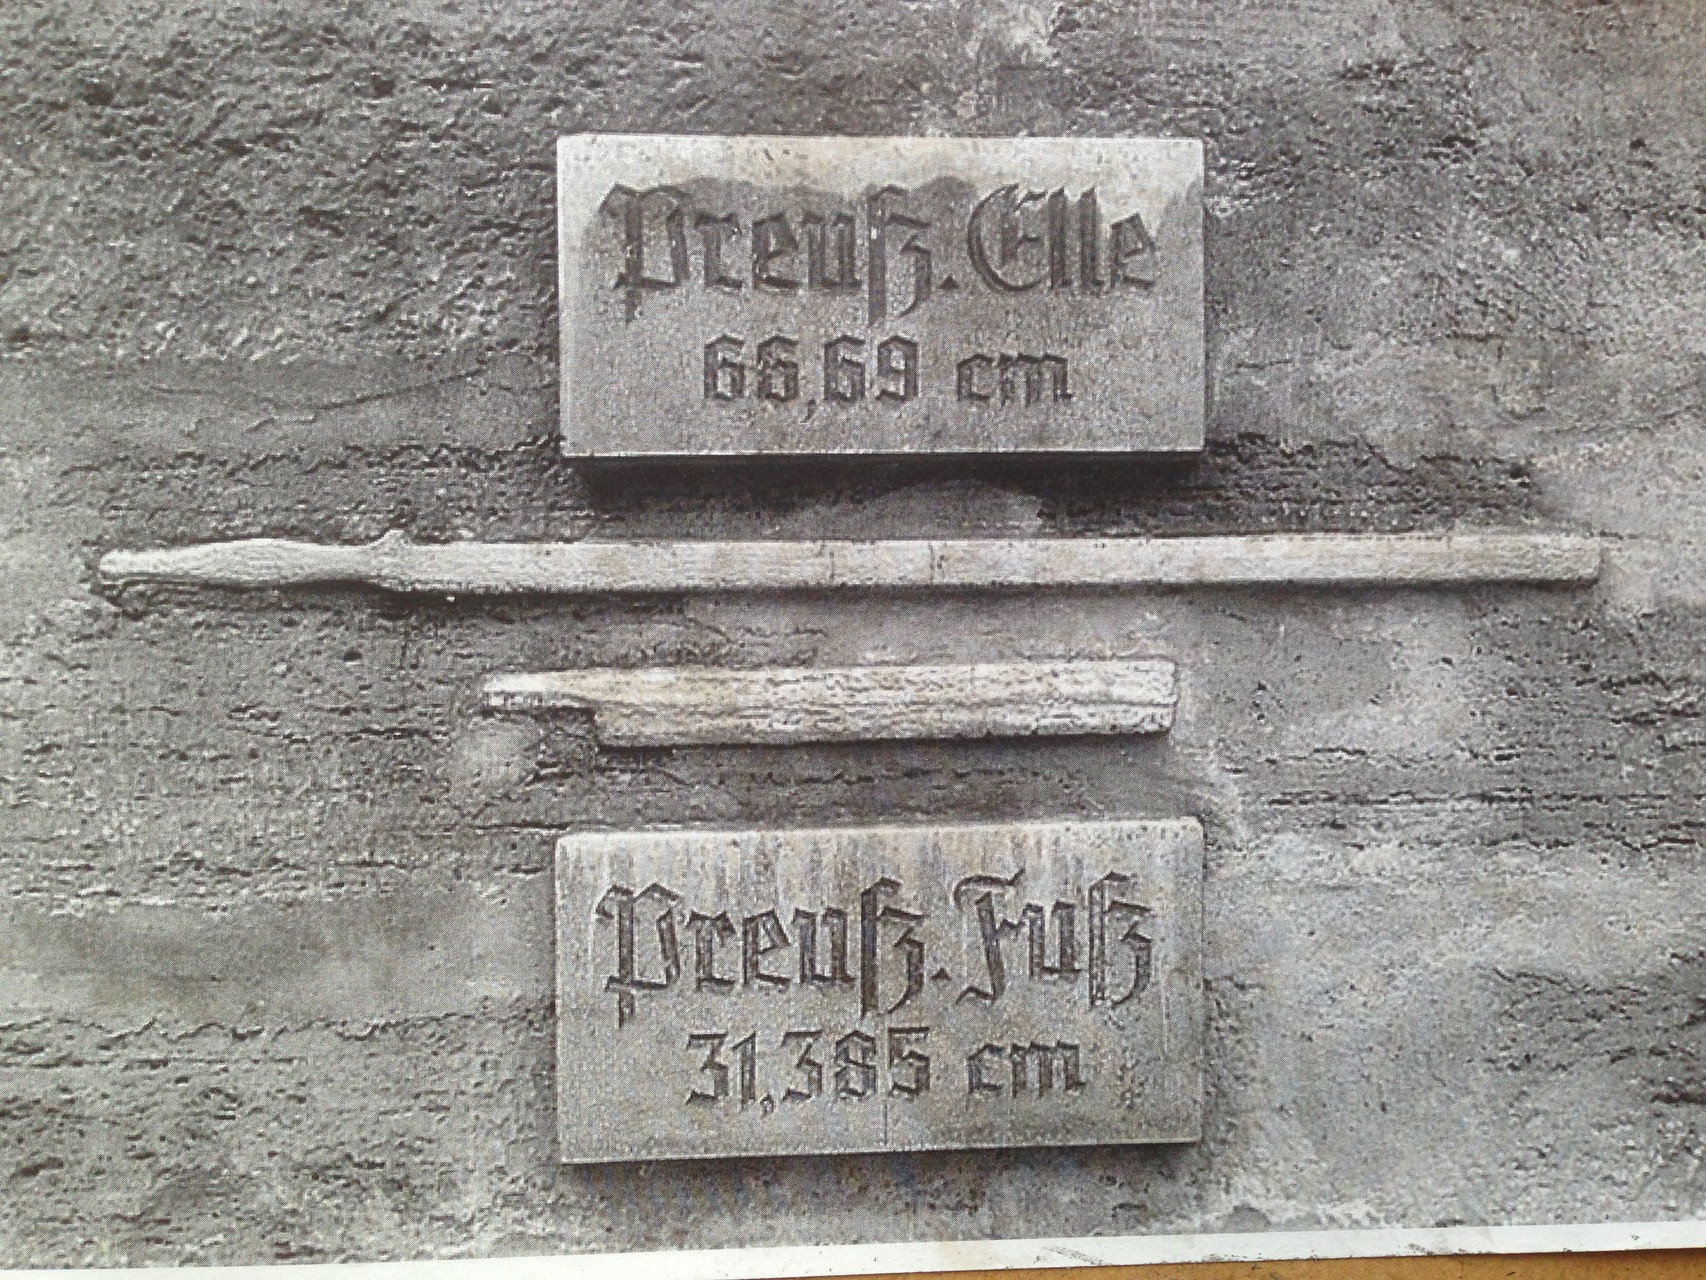 Preuß. Elle
66,69 cm
Preuß. Fuß
31,385 cm